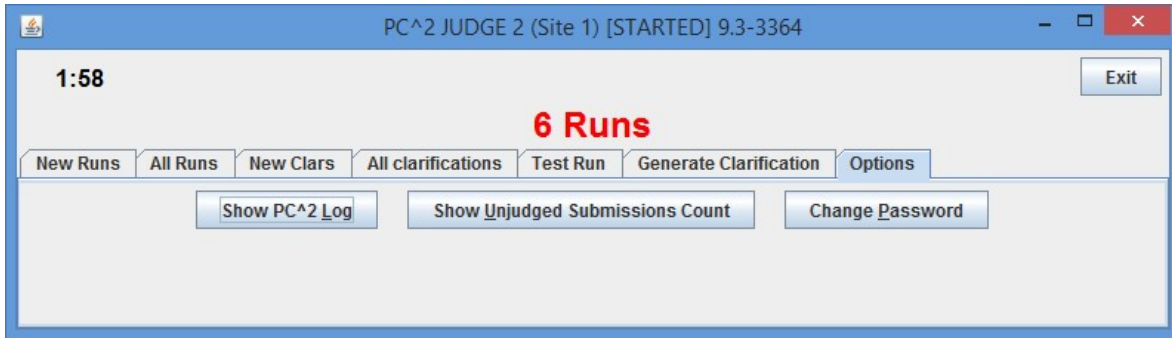 PC^2 JUDGE 2 (Site 1) [STARTED] 9.3-3364
1:58
Exit
6 Runs
New Runs All Runs New Clars All clarifications Test Run Generate Clarification Options
Show PC^2 Log Show Unjudged Submissions Count Change Password